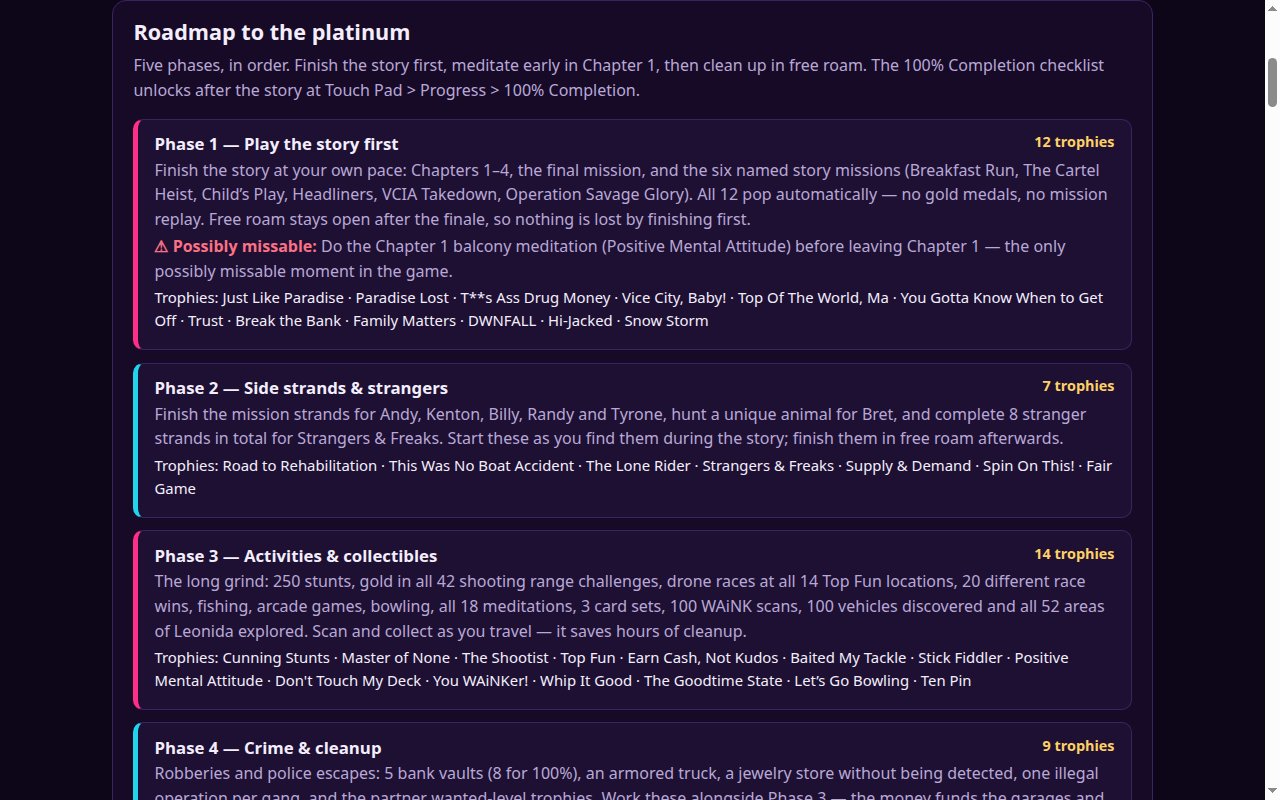 Roadmap to the platinum
Five phases, in order. Finish the story first, meditate early in Chapter 1, then clean up in free roam. The 100% Completion checklist
unlocks after the story at Touch Pad > Progress > 100% Completion.
Phase 1 — Play the story first
12 trophies
Finish the story at your own pace: Chapters 1–4, the final mission, and the six named story missions (Breakfast Run, The Cartel
Heist, Child’s Play, Headliners, VCIA Takedown, Operation Savage Glory). All 12 pop automatically — no gold medals, no mission
replay. Free roam stays open after the finale, so nothing is lost by finishing first.
⚠ Possibly missable: Do the Chapter 1 balcony meditation (Positive Mental Attitude) before leaving Chapter 1 — the only
possibly missable moment in the game.
Trophies: Just Like Paradise · Paradise Lost · T**s Ass Drug Money · Vice City, Baby! · Top Of The World, Ma · You Gotta Know When to Get
Off · Trust · Break the Bank · Family Matters · DWNFALL · Hi-Jacked · Snow Storm
Phase 2 — Side strands & strangers
7 trophies
Finish the mission strands for Andy, Kenton, Billy, Randy and Tyrone, hunt a unique animal for Bret, and complete 8 stranger
strands in total for Strangers & Freaks. Start these as you find them during the story; finish them in free roam afterwards.
Trophies: Road to Rehabilitation · This Was No Boat Accident · The Lone Rider · Strangers & Freaks · Supply & Demand · Spin On This! · Fair
Game
Phase 3 — Activities & collectibles
14 trophies
The long grind: 250 stunts, gold in all 42 shooting range challenges, drone races at all 14 Top Fun locations, 20 different race
wins, fishing, arcade games, bowling, all 18 meditations, 3 card sets, 100 WAiNK scans, 100 vehicles discovered and all 52 areas
of Leonida explored. Scan and collect as you travel — it saves hours of cleanup.
Trophies: Cunning Stunts · Master of None · The Shootist · Top Fun · Earn Cash, Not Kudos · Baited My Tackle · Stick Fiddler · Positive
Mental Attitude · Don't Touch My Deck · You WAiNKer! · Whip It Good · The Goodtime State · Let’s Go Bowling · Ten Pin
Phase 4 — Crime & cleanup
9 trophies
Robberies and police escapes: 5 bank vaults (8 for 100%), an armored truck, a jewelry store without being detected, one illegal
operation per gang, and the partner wanted-level trophies. Work these alongside Phase 3 — the money funds the garages and